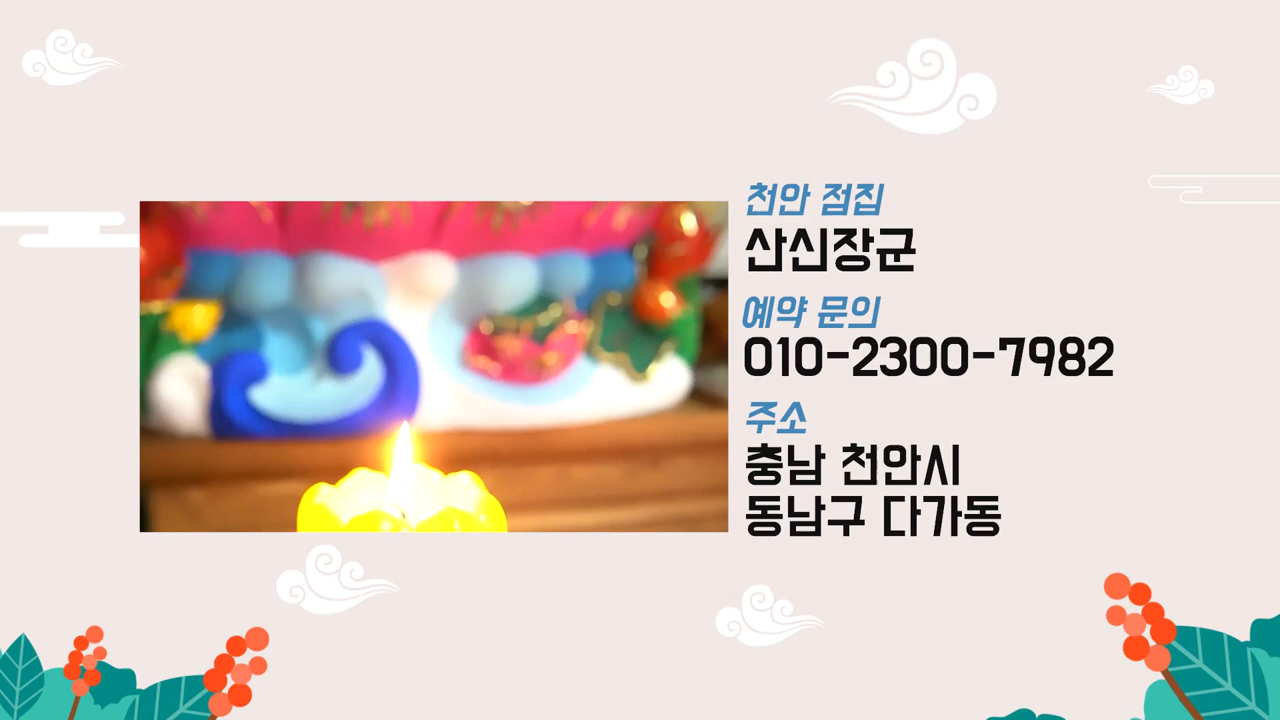 천안 점집
산신장군
예약 문의
010-2300-7982
주소
충남 천안시
동남구 다가동